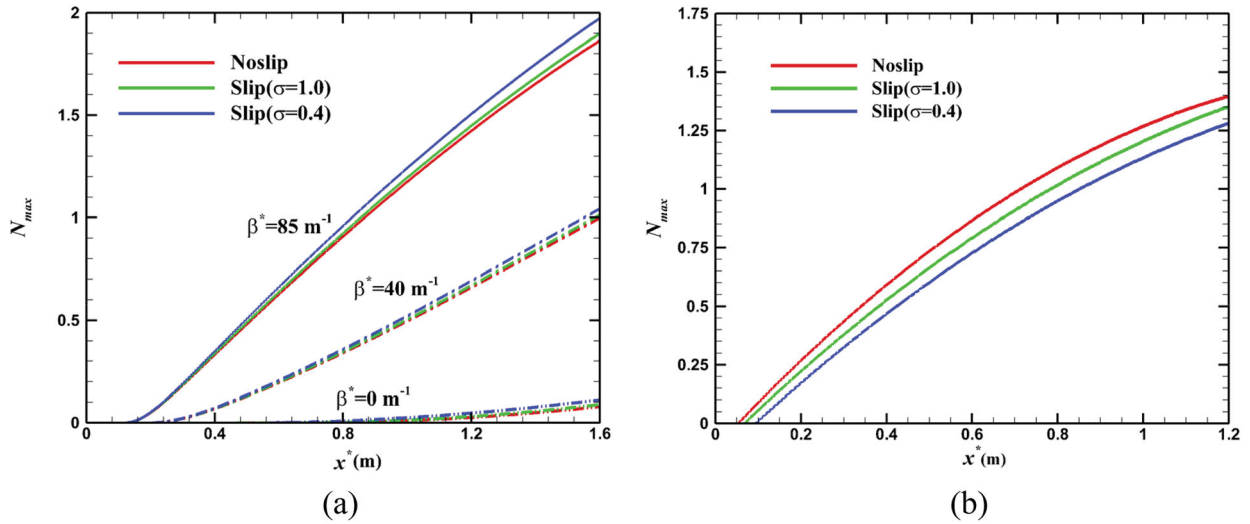 2
1.5
1
0.5
0
N_max
Noslip
Slip(σ=1.0)
Slip(σ=0.4)
β*=85 m⁻¹
β*=40 m⁻¹
β*=0 m⁻¹
0 0.4 0.8 1.2 1.6
x*(m)
(a)
1.75
1.5
1.25
1
0.75
0.5
0.25
0
N_max
Noslip
Slip(σ=1.0)
Slip(σ=0.4)
0 0.2 0.4 0.6 0.8 1 1.2
x*(m)
(b)